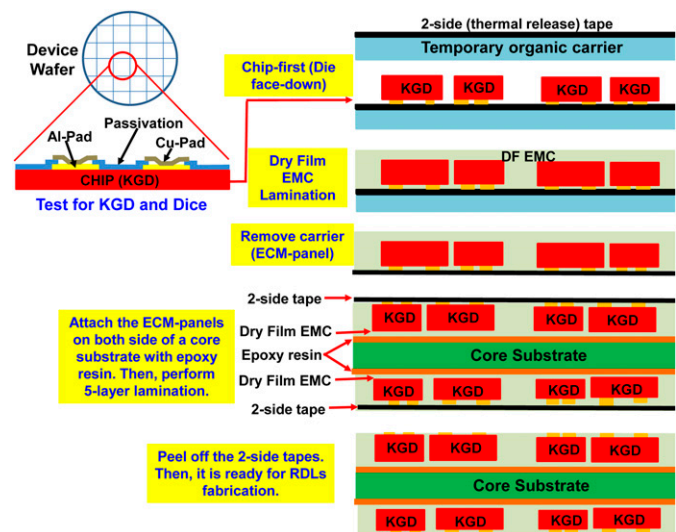 Device
Wafer
Al-Pad
Passivation
Cu-Pad
CHIP (KGD)
Test for KGD and Dice
2-side (thermal release) tape
Temporary organic carrier
Chip-first (Die
face-down)
KGD KGD KGD KGD
Dry Film
EMC
Lamination
DF EMC
Remove carrier
(ECM-panel)
Attach the ECM-panels
on both side of a core
substrate with epoxy
resin. Then, perform
5-layer lamination.
2-side tape
KGD KGD KGD KGD
Dry Film EMC
Epoxy resin
Core Substrate
Dry Film EMC
KGD KGD KGD KGD
2-side tape
Peel off the 2-side tapes.
Then, it is ready for RDLs
fabrication.
KGD KGD KGD KGD
Core Substrate
KGD KGD KGD KGD